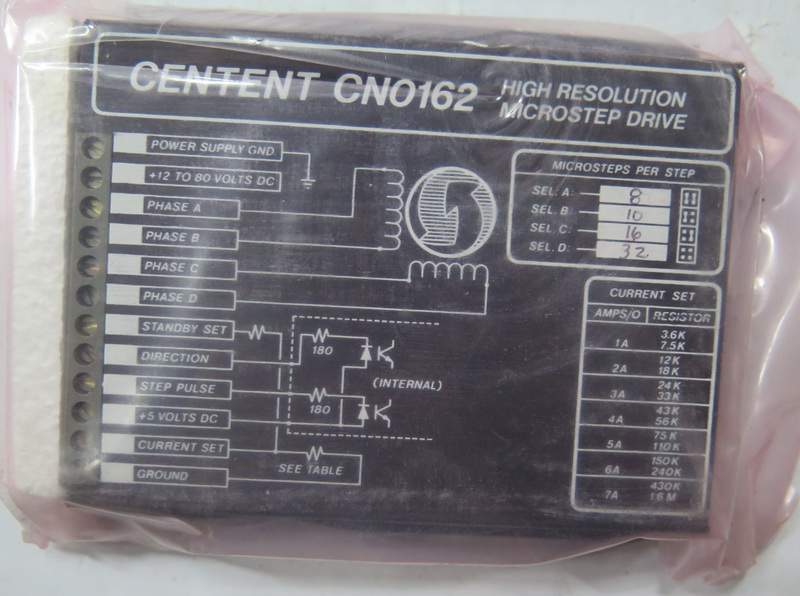 CENTENT CN0162 HIGH RESOLUTION
MICROSTEP DRIVE
POWER SUPPLY GND
+12 TO 80 VOLTS DC
PHASE A
PHASE B
PHASE C
PHASE D
STANDBY SET
DIRECTION
STEP PULSE
+5 VOLTS DC
CURRENT SET
GROUND
180
(INTERNAL)
180
SEE TABLE
MICROSTEPS PER STEP
SEL. A: 8
SEL. B: 10
SEL. C: 16
SEL. D: 32
CURRENT SET
AMPS/O RESISTOR
3.6K
1A 7.5K
12K
2A 18K
24K
3A 33K
43K
4A 56K
75K
5A 110K
150K
6A 240K
430K
7A 1.6 M